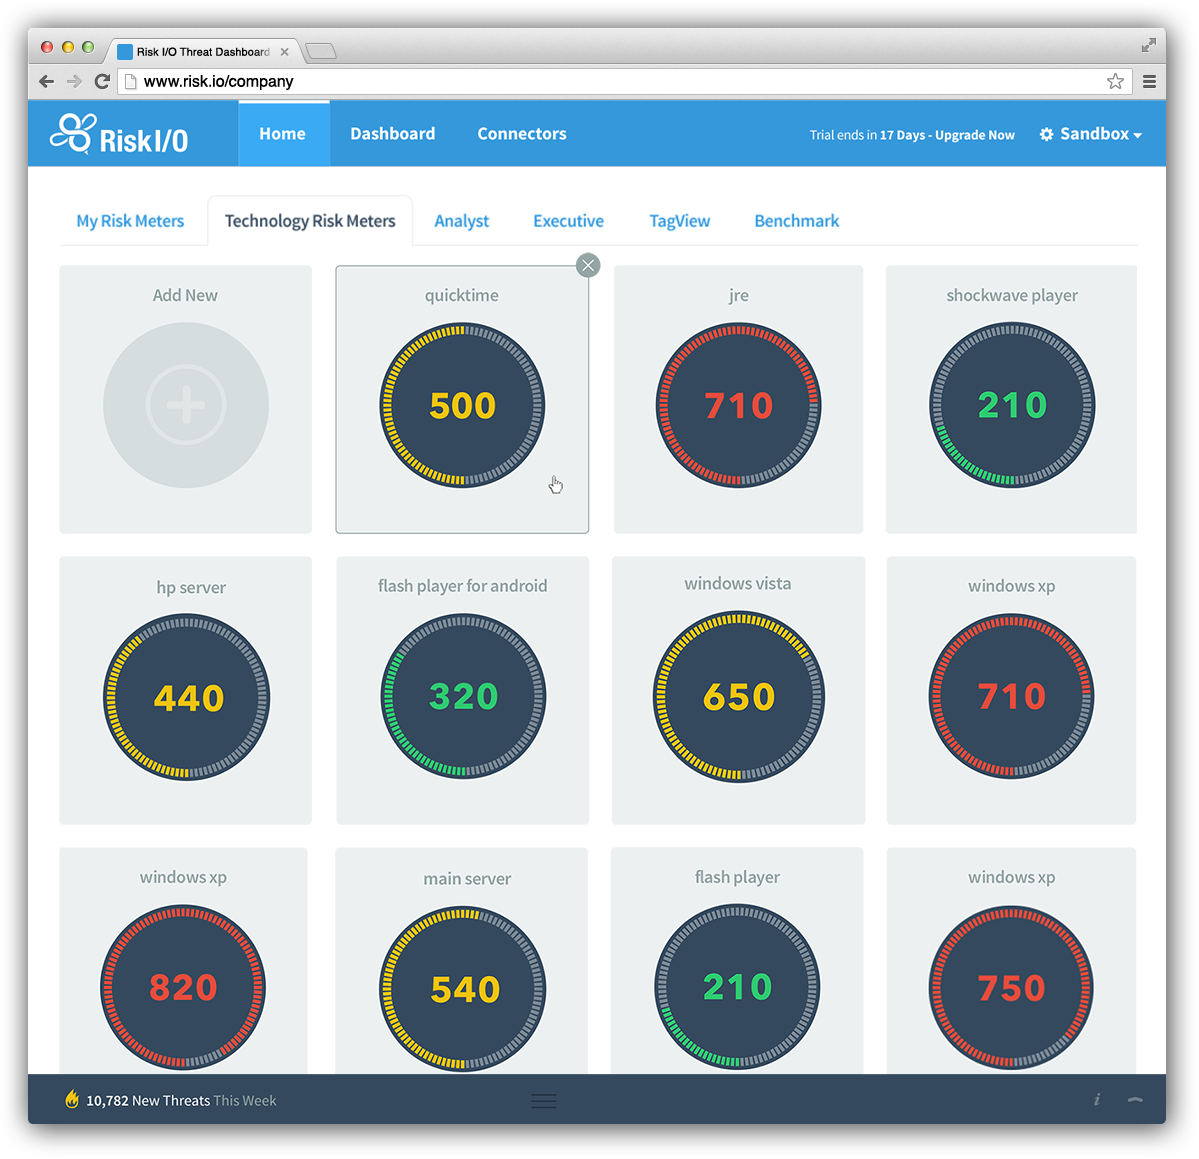 Risk I/O Threat Dashboard
www.risk.io/company
Risk I/O
Home
Dashboard
Connectors
Trial ends in 17 Days - Upgrade Now
Sandbox
My Risk Meters
Technology Risk Meters
Analyst
Executive
TagView
Benchmark
Add New
quicktime
jre
shockwave player
500
710
210
hp server
flash player for android
windows vista
windows xp
440
320
650
710
windows xp
main server
flash player
windows xp
820
540
210
750
10,782 New Threats This Week
i